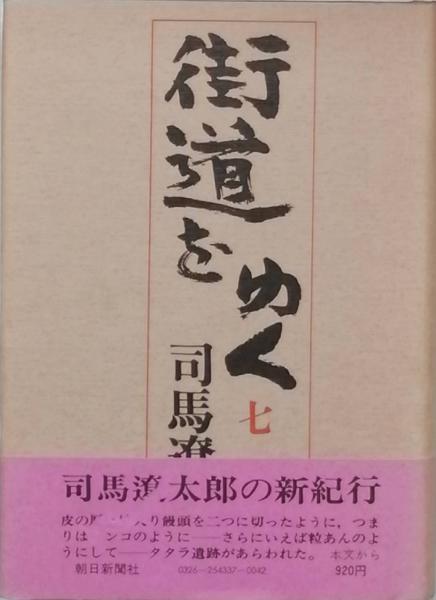 街道を
ゆく
七
司馬遼
司馬遼太郎の新紀行
皮の り饅頭を二つに切ったように，つま
りは ンコのように——さらにいえば粒あんのよ
うにして——タタラ遺跡があらわれた。 本文から
朝日新聞社 0326-254337-0042 920円